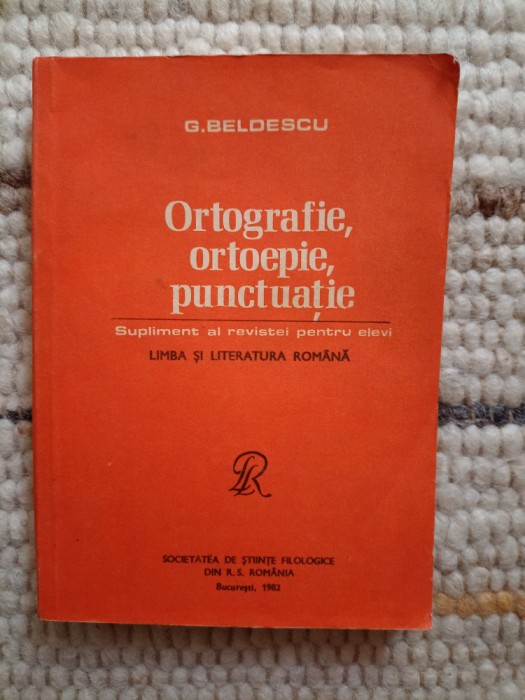 G.BELDESCU
Ortografie,
ortoepie,
punctuație
Supliment al revistei pentru elevi
LIMBA ȘI LITERATURA ROMÂNĂ
LR
SOCIETATEA DE ȘTIINȚE FILOLOGICE
DIN R.S. ROMÂNIA
București, 1982